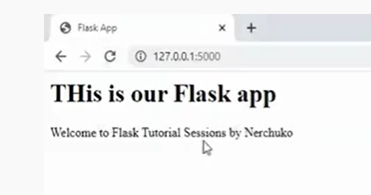 Flask App
127.0.0.1:5000
THis is our Flask app
Welcome to Flask Tutorial Sessions by Nerchuko